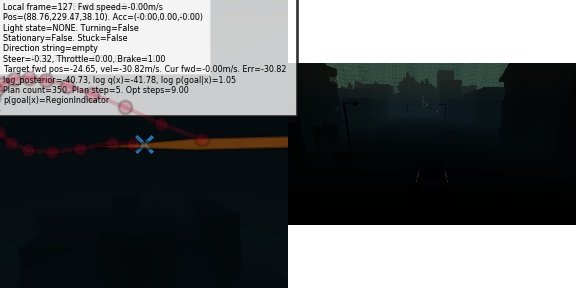 Local frame=127. Fwd speed=-0.00m/s
Pos=(88.76,229.47,38.10). Acc=(-0.00,0.00,-0.00)
Light state=NONE. Turning=False
Stationary=False. Stuck=False
Direction string=empty
Steer=-0.32, Throttle=0.00, Brake=1.00
Target fwd pos=-24.65, vel=-30.82m/s. Cur fwd=-0.00m/s. Err=-30.82
log_posterior=-40.73, log q(x)=-41.78, log p(goal|x)=1.05
Plan count=350. Plan step=5. Opt steps=9.00
p(goal|x)=RegionIndicator